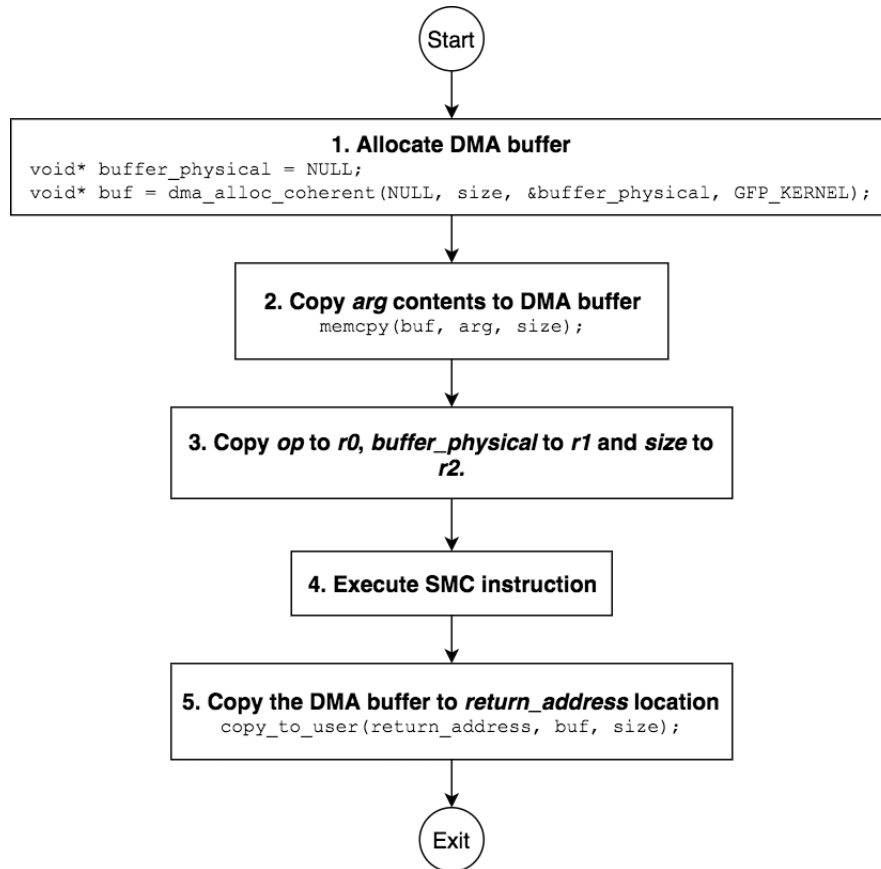 Start
1. Allocate DMA buffer
void* buffer_physical = NULL;
void* buf = dma_alloc_coherent(NULL, size, &buffer_physical, GFP_KERNEL);
2. Copy arg contents to DMA buffer
memcpy(buf, arg, size);
3. Copy op to r0, buffer_physical to r1 and size to
r2.
4. Execute SMC instruction
5. Copy the DMA buffer to return_address location
copy_to_user(return_address, buf, size);
Exit